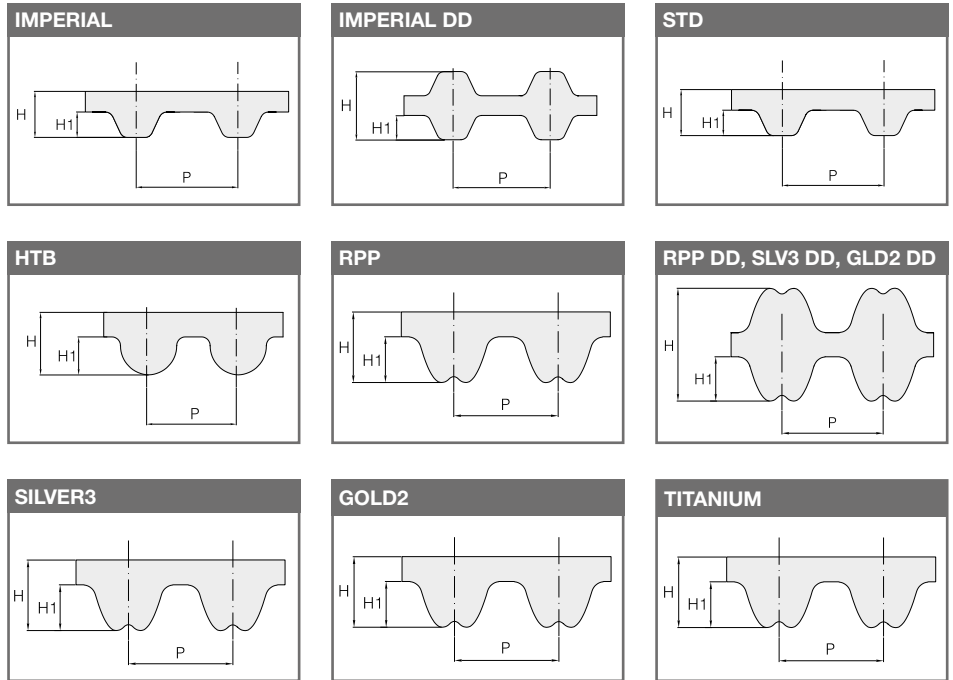 IMPERIAL
H
H1
P
IMPERIAL DD
H
H1
P
STD
H
H1
P
HTB
H
H1
P
RPP
H
H1
P
RPP DD, SLV3 DD, GLD2 DD
H
H1
P
SILVER3
H
H1
P
GOLD2
H
H1
P
TITANIUM
H
H1
P